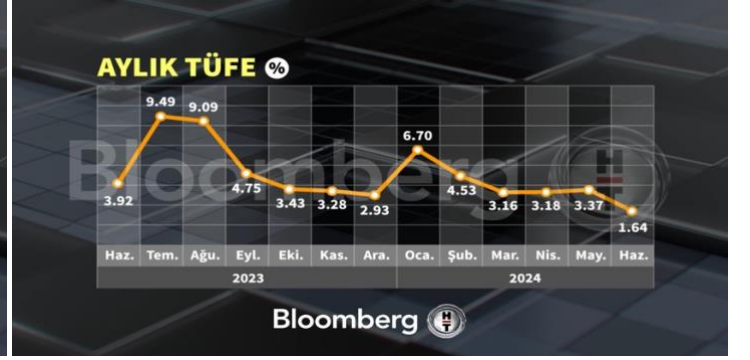 AYLIK TÜFE %
9.49 9.09
6.70
3.92 4.75 3.43 3.28 2.93 4.53 3.16 3.18 3.37 1.64
Bloomberg HT
Haz. Tem. Ağu. Eyl. Eki. Kas. Ara. Oca. Şub. Mar. Nis. May. Haz.
2023 2024
Bloomberg HT